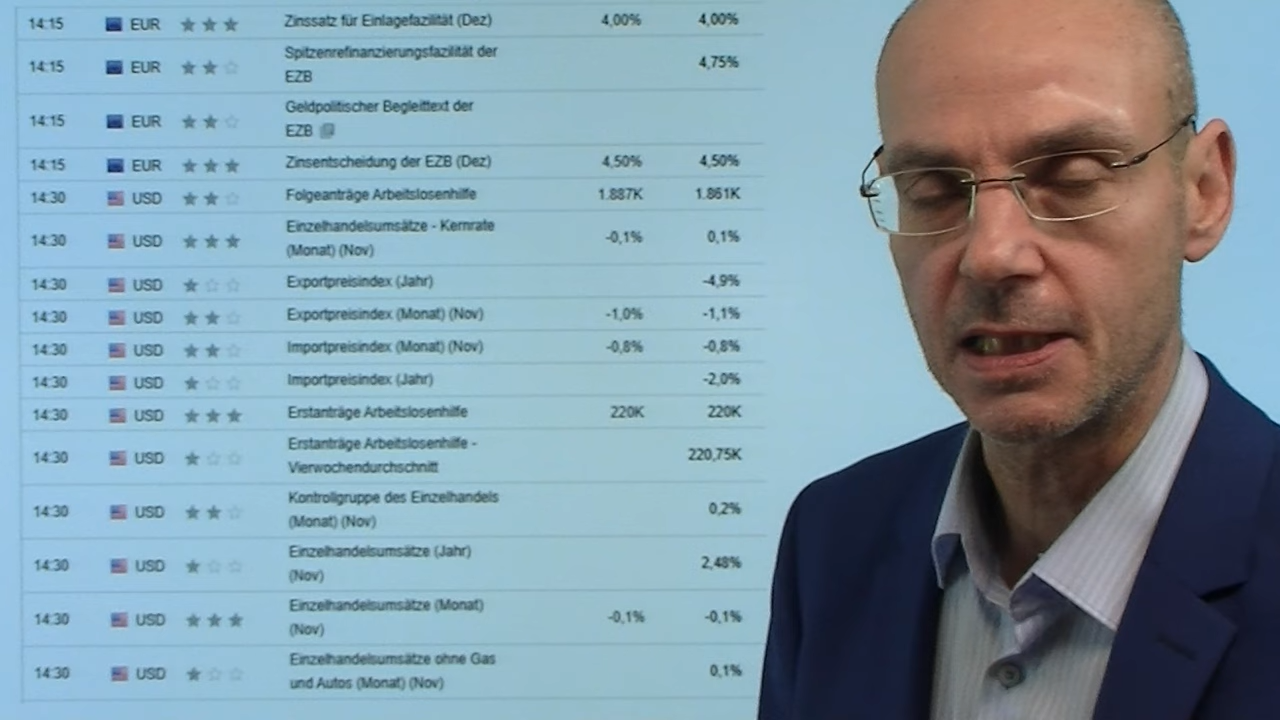 14:15 EUR Zinssatz für Einlagefazilität (Dez) 4,00% 4,00%
14:15 EUR Spitzenrefinanzierungsfazilität der 4,75%
EZB
14:15 EUR Geldpolitischer Begleittext der
EZB
14:15 EUR Zinsentscheidung der EZB (Dez) 4,50% 4,50%
14:30 USD Folgeanträge Arbeitslosenhilfe 1.887K 1.861K
14:30 USD Einzelhandelsumsätze - Kernrate -0,1% 0,1%
(Monat) (Nov)
14:30 USD Exportpreisindex (Jahr) -4,9%
14:30 USD Exportpreisindex (Monat) (Nov) -1,0% -1,1%
14:30 USD Importpreisindex (Monat) (Nov) -0,8% -0,8%
14:30 USD Importpreisindex (Jahr) -2,0%
14:30 USD Erstanträge Arbeitslosenhilfe 220K 220K
14:30 USD Erstanträge Arbeitslosenhilfe - 220,75K
Vierwochendurchschnitt
14:30 USD Kontrollgruppe des Einzelhandels 0,2%
(Monat) (Nov)
14:30 USD Einzelhandelsumsätze (Jahr) 2,48%
(Nov)
14:30 USD Einzelhandelsumsätze (Monat) -0,1% -0,1%
(Nov)
14:30 USD Einzelhandelsumsätze ohne Gas 0,1%
und Autos (Monat) (Nov)